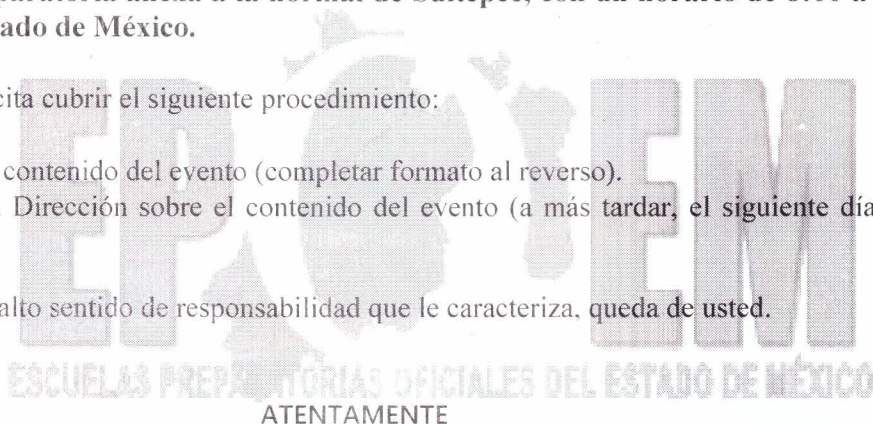 paratoria anexa a la normal de Sultepec, con un horario de 8:00 a
ado de México.
cita cubrir el siguiente procedimiento:
contenido del evento (completar formato al reverso).
Dirección sobre el contenido del evento (a más tardar, el siguiente día
alto sentido de responsabilidad que le caracteriza, queda de usted.
EPOEM
ESCUELAS PREPARATORIAS OFICIALES DEL ESTADO DE MÉXICO
ATENTAMENTE